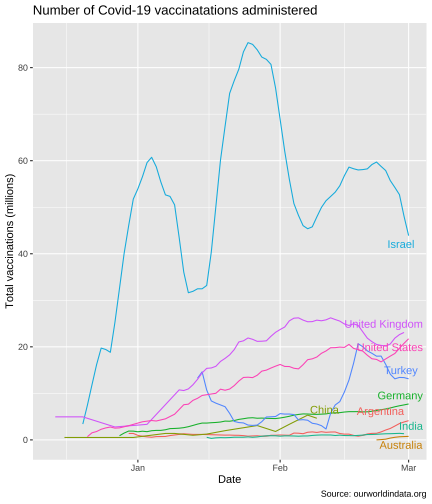 Number of Covid-19 vaccinatations administered
Total vaccinations (millions)
80
60
40
20
0
Israel
United Kingdom
United States
Turkey
Germany
China
Argentina
India
Australia
Jan
Feb
Mar
Date
Source: ourworldindata.org